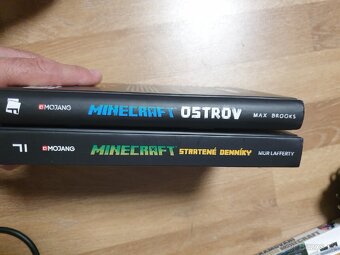 MOJANG MINECRAFT OSTROV MAX BROOKS
MOJANG MINECRAFT STRATENÉ DENNÍKY MUR LAFFERTY